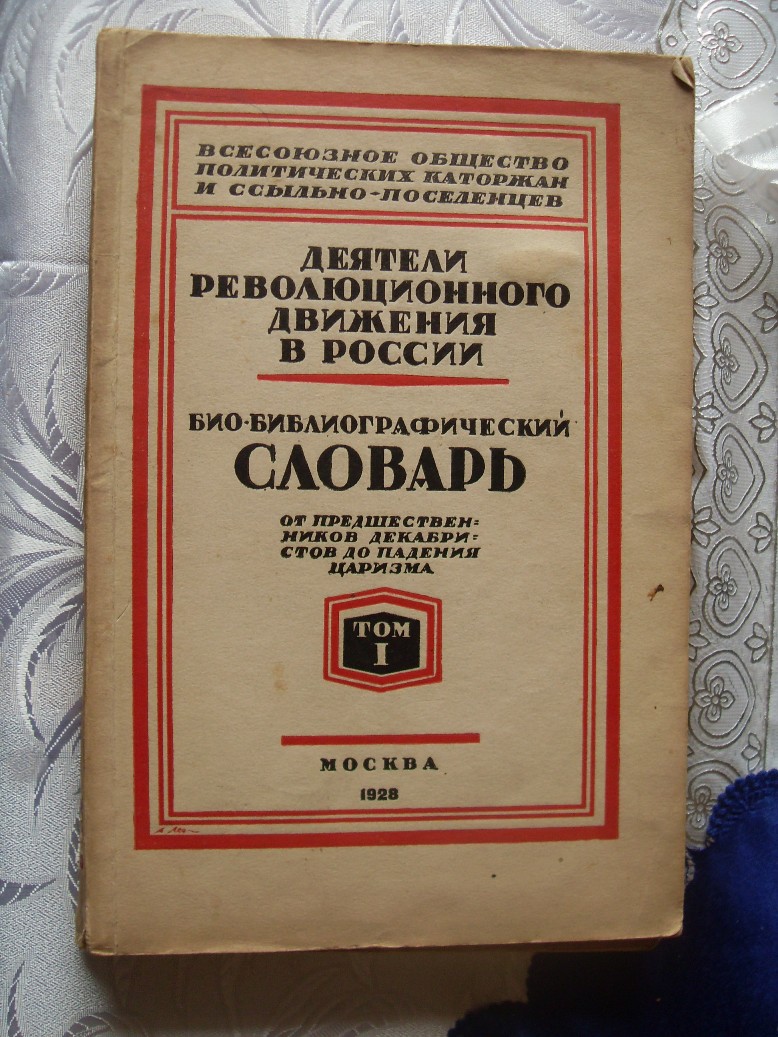 ВСЕСОЮЗНОЕ ОБЩЕСТВО
ПОЛИТИЧЕСКИХ КАТОРЖАН
И ССЫЛЬНО-ПОСЕЛЕНЦЕВ
ДЕЯТЕЛИ
РЕВОЛЮЦИОННОГО
ДВИЖЕНИЯ
В РОССИИ
БИО-БИБЛИОГРАФИЧЕСКИЙ
СЛОВАРЬ
ОТ ПРЕДШЕСТВЕН=
НИКОВ ДЕКАБРИ=
СТОВ ДО ПАДЕНИЯ
ЦАРИЗМА
ТОМ
I
МОСКВА
1928